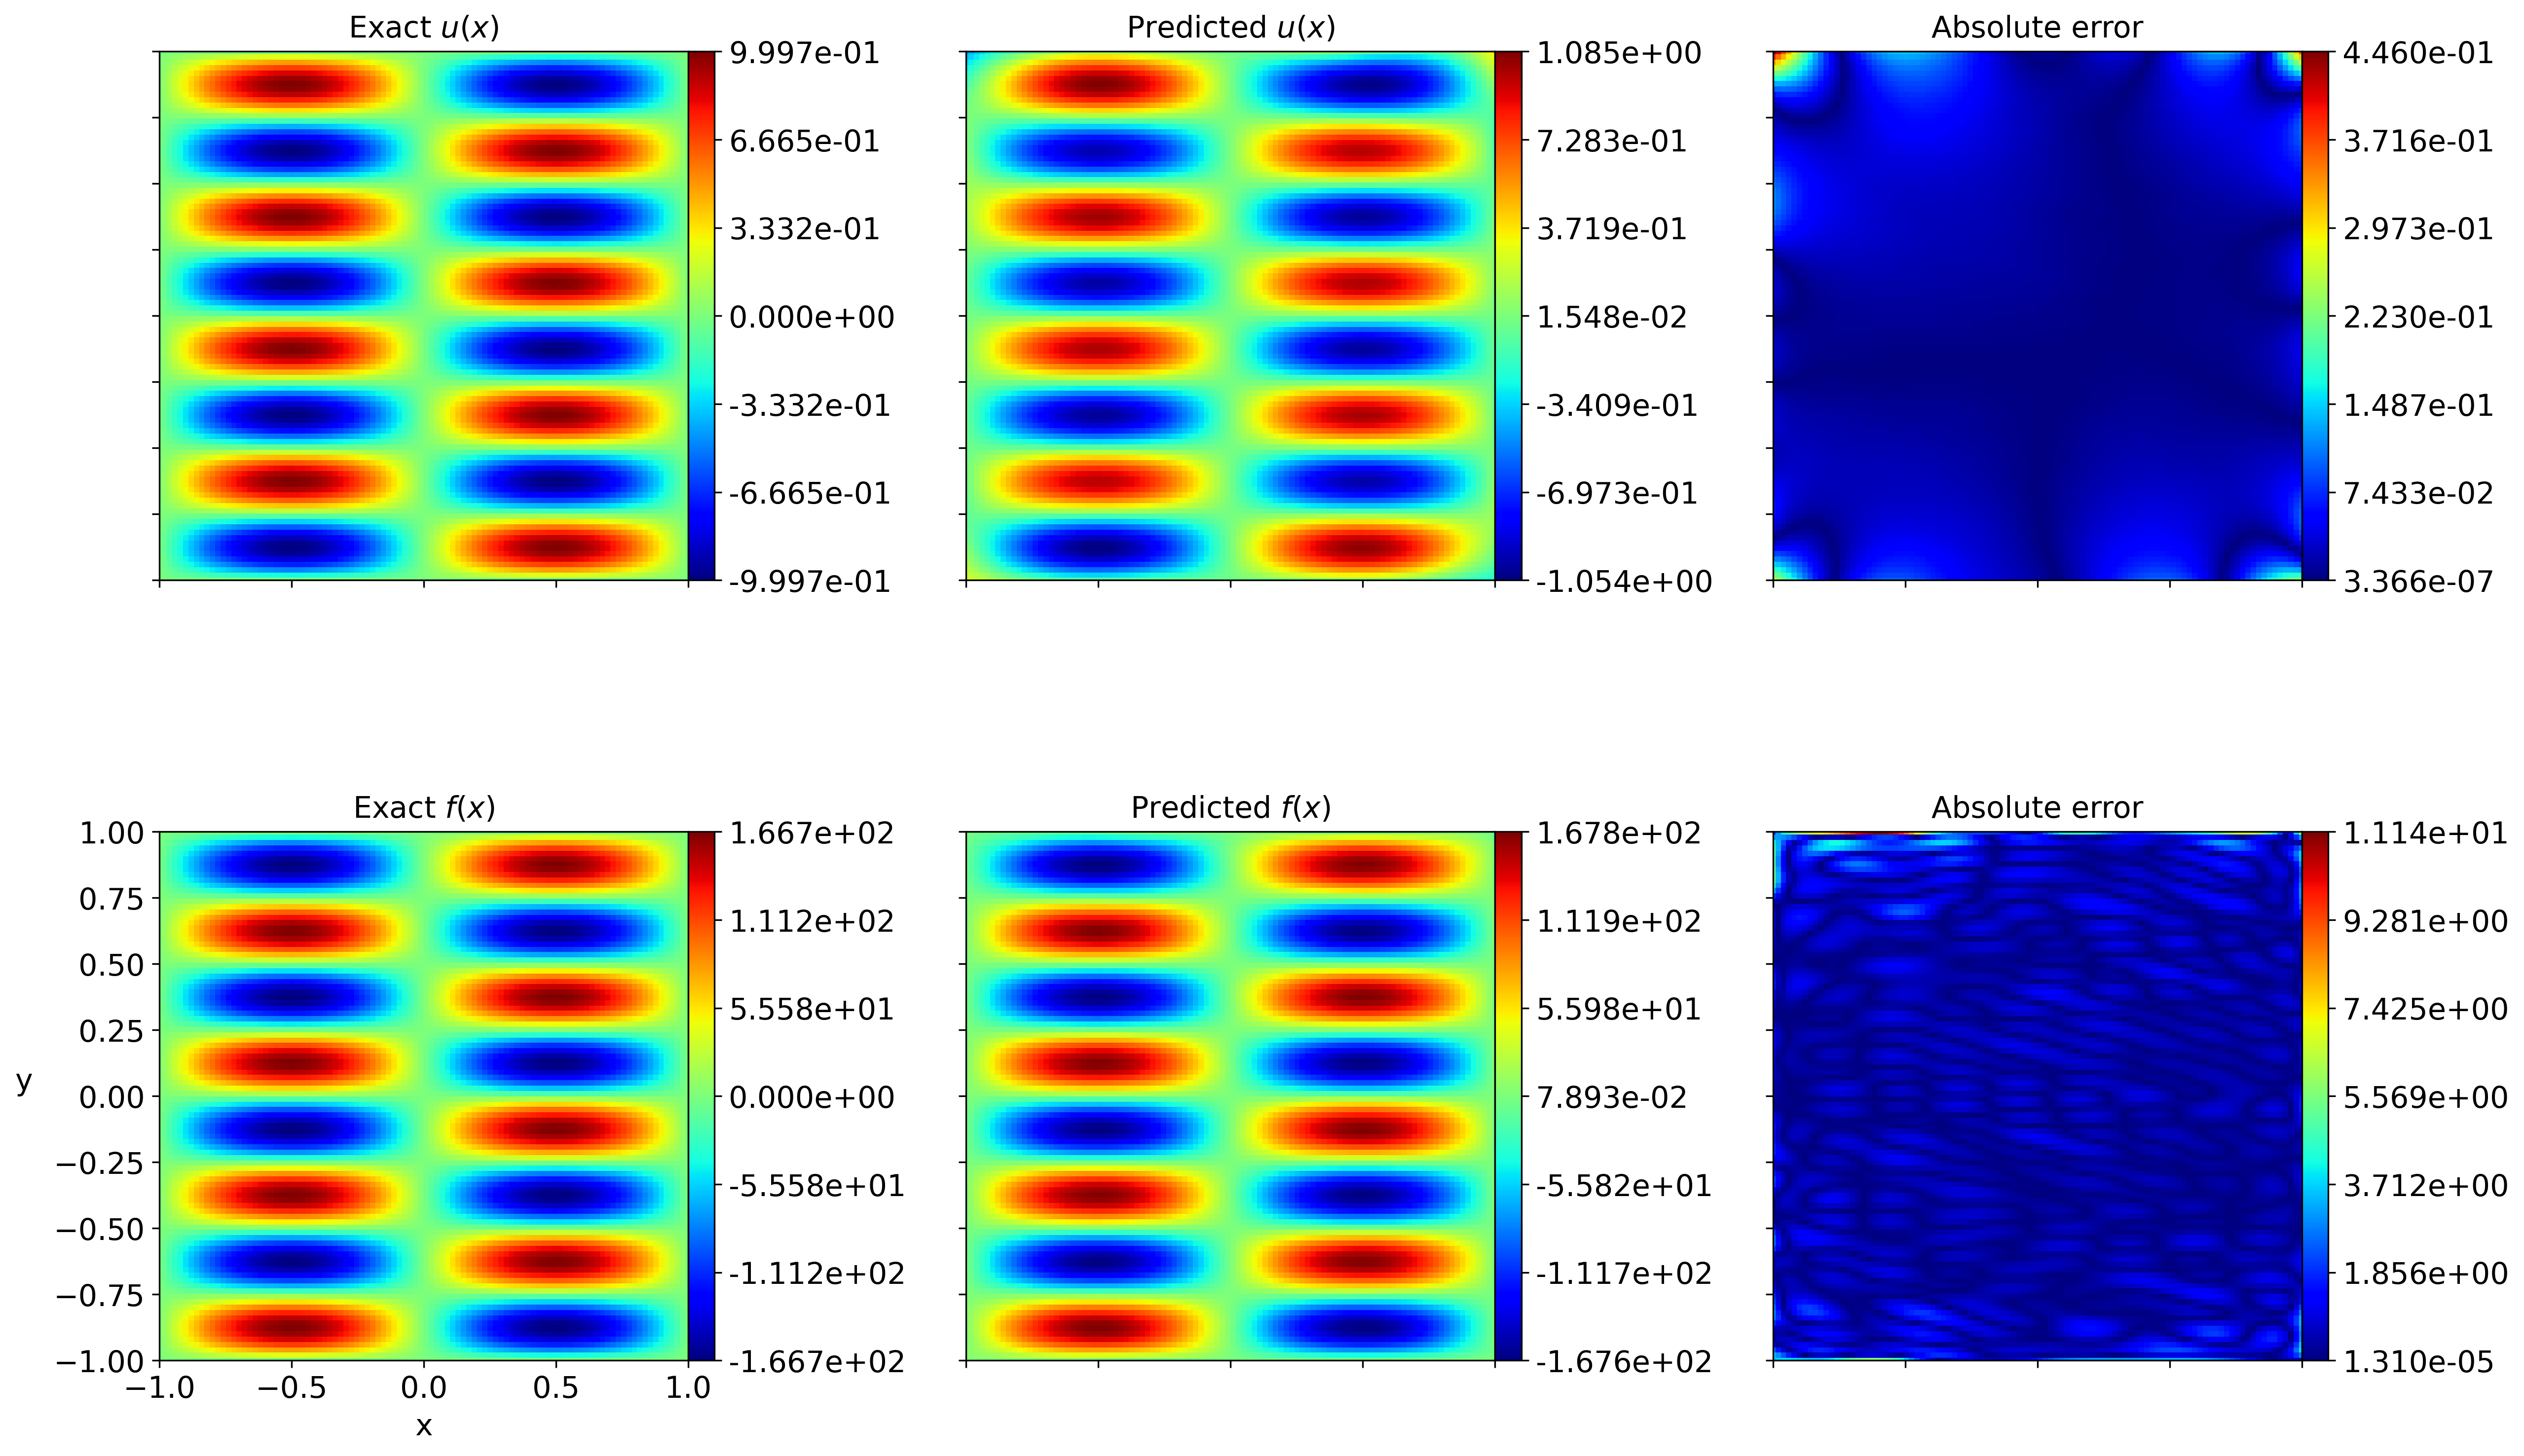 Exact u(x)
9.997e-01
6.665e-01
3.332e-01
0.000e+00
-3.332e-01
-6.665e-01
-9.997e-01
Predicted u(x)
1.085e+00
7.283e-01
3.719e-01
1.548e-02
-3.409e-01
-6.973e-01
-1.054e+00
Absolute error
4.460e-01
3.716e-01
2.973e-01
2.230e-01
1.487e-01
7.433e-02
3.366e-07
Exact f(x)
y
1.00
0.75
0.50
0.25
0.00
−0.25
−0.50
−0.75
−1.00
−1.0 −0.5 0.0 0.5 1.0
x
1.667e+02
1.112e+02
5.558e+01
0.000e+00
-5.558e+01
-1.112e+02
-1.667e+02
Predicted f(x)
1.678e+02
1.119e+02
5.598e+01
7.893e-02
-5.582e+01
-1.117e+02
-1.676e+02
Absolute error
1.114e+01
9.281e+00
7.425e+00
5.569e+00
3.712e+00
1.856e+00
1.310e-05